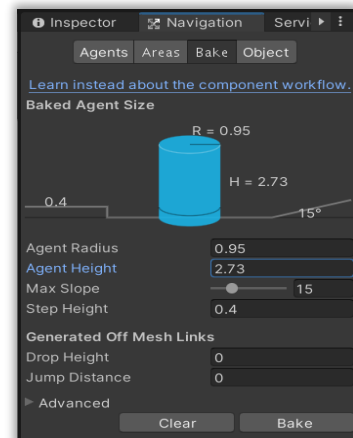 Inspector Navigation Servi
Agents Areas Bake Object
Learn instead about the component workflow.
Baked Agent Size
R = 0.95
H = 2.73
0.4
15°
Agent Radius 0.95
Agent Height 2.73
Max Slope 15
Step Height 0.4
Generated Off Mesh Links
Drop Height 0
Jump Distance 0
Advanced
Clear Bake